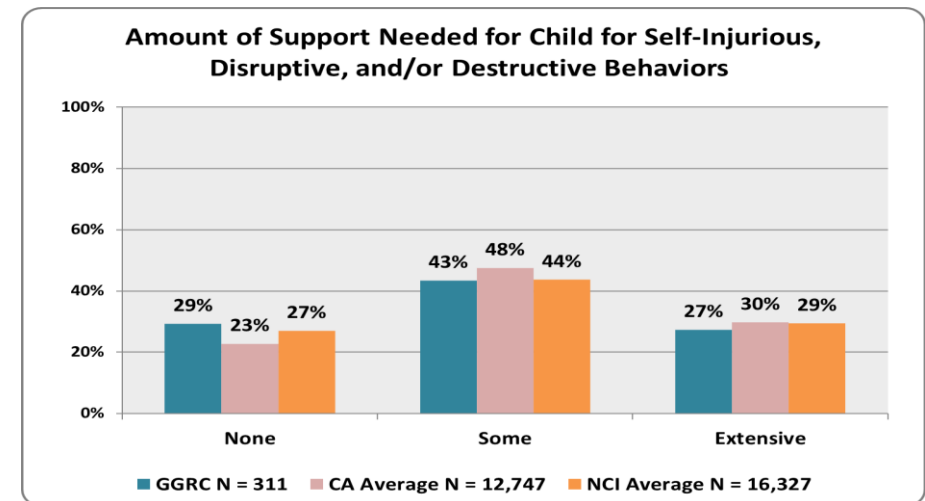 Amount of Support Needed for Child for Self-Injurious,
Disruptive, and/or Destructive Behaviors
100%
80%
60%
40%
20%
0%
29%
23%
27%
43%
48%
44%
27%
30%
29%
None
Some
Extensive
GGRC N = 311
CA Average N = 12,747
NCI Average N = 16,327